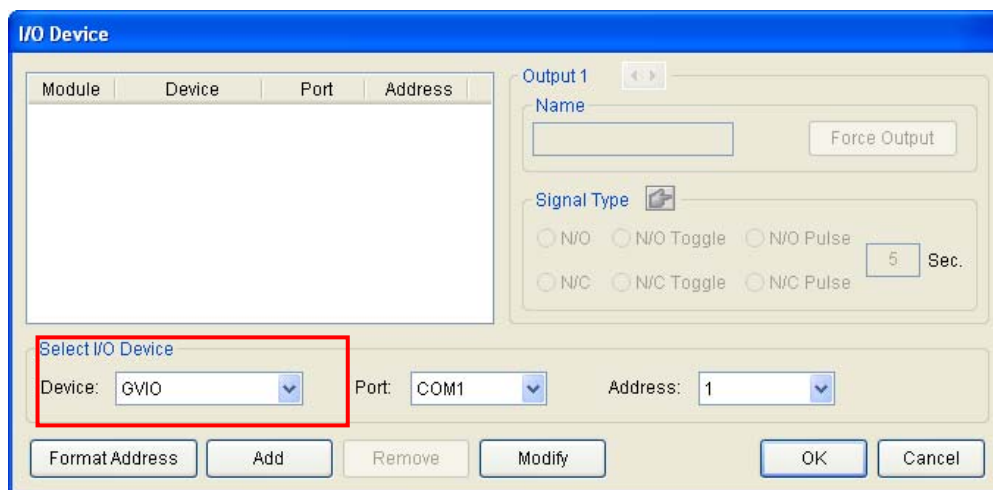 I/O Device
Module Device Port Address
Output 1
Name
Force Output
Signal Type
N/O N/O Toggle N/O Pulse
5 Sec.
N/C N/C Toggle N/C Pulse
Select I/O Device
Device: GVIO Port: COM1 Address: 1
Format Address Add Remove Modify OK Cancel